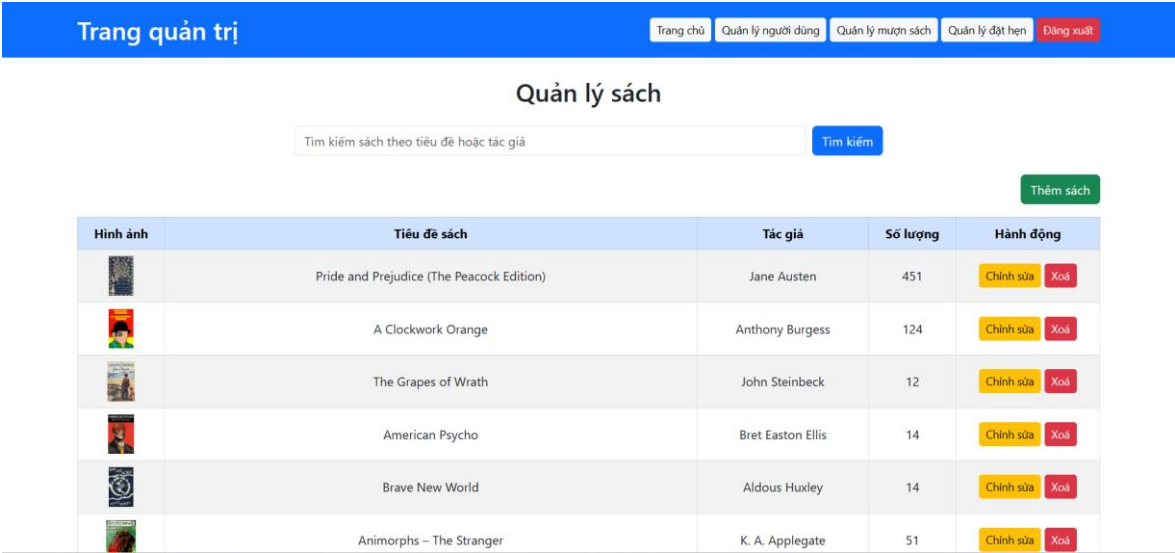 Trang quản trị
Trang chủ Quản lý người dùng Quản lý mượn sách Quản lý đặt hẹn Đăng xuất
Quản lý sách
Tìm kiếm sách theo tiêu đề hoặc tác giả Tìm kiếm
Thêm sách
Hình ảnh Tiêu đề sách Tác giả Số lượng Hành động
Pride and Prejudice (The Peacock Edition) Jane Austen 451 Chỉnh sửa Xoá
A Clockwork Orange Anthony Burgess 124 Chỉnh sửa Xoá
The Grapes of Wrath John Steinbeck 12 Chỉnh sửa Xoá
American Psycho Bret Easton Ellis 14 Chỉnh sửa Xoá
Brave New World Aldous Huxley 14 Chỉnh sửa Xoá
Animorphs – The Stranger K. A. Applegate 51 Chỉnh sửa Xoá